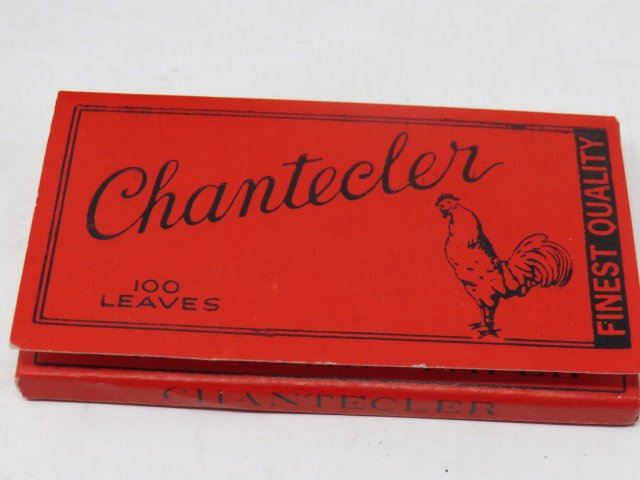 Chantecler
100
LEAVES
FINEST QUALITY
CHANTECLER